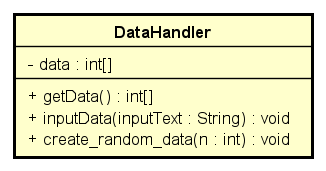 DataHandler
- data : int[]
+ getData() : int[]
+ inputData(inputText : String) : void
+ create_random_data(n : int) : void